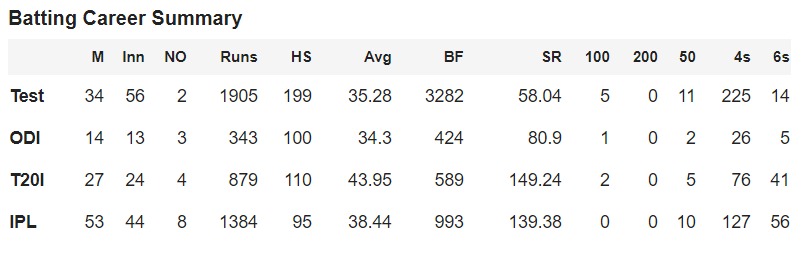 Batting Career Summary
M Inn NO Runs HS Avg BF SR 100 200 50 4s 6s
Test 34 56 2 1905 199 35.28 3282 58.04 5 0 11 225 14
ODI 14 13 3 343 100 34.3 424 80.9 1 0 2 26 5
T20I 27 24 4 879 110 43.95 589 149.24 2 0 5 76 41
IPL 53 44 8 1384 95 38.44 993 139.38 0 0 10 127 56